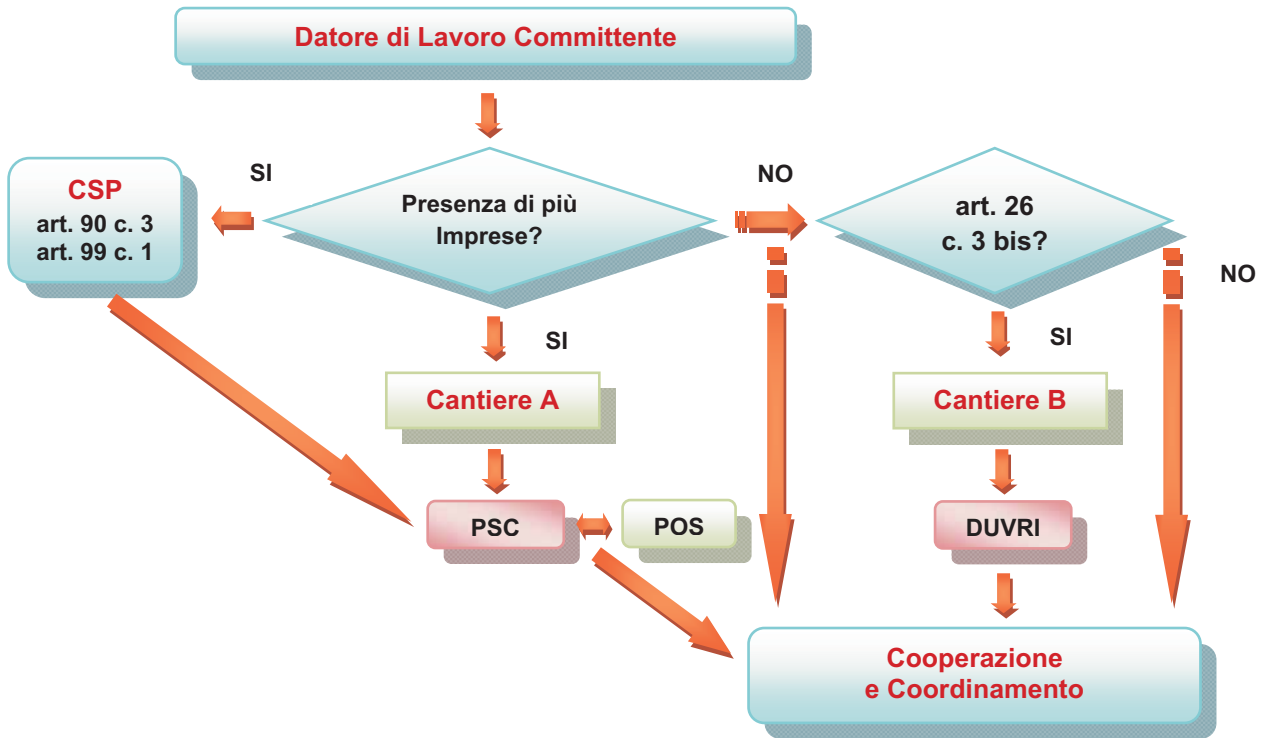 Datore di Lavoro Committente
SI
CSP
art. 90 c. 3
art. 99 c. 1
Presenza di più
Imprese?
NO
art. 26
c. 3 bis?
NO
SI
SI
Cantiere A
Cantiere B
PSC
POS
DUVRI
Cooperazione
e Coordinamento